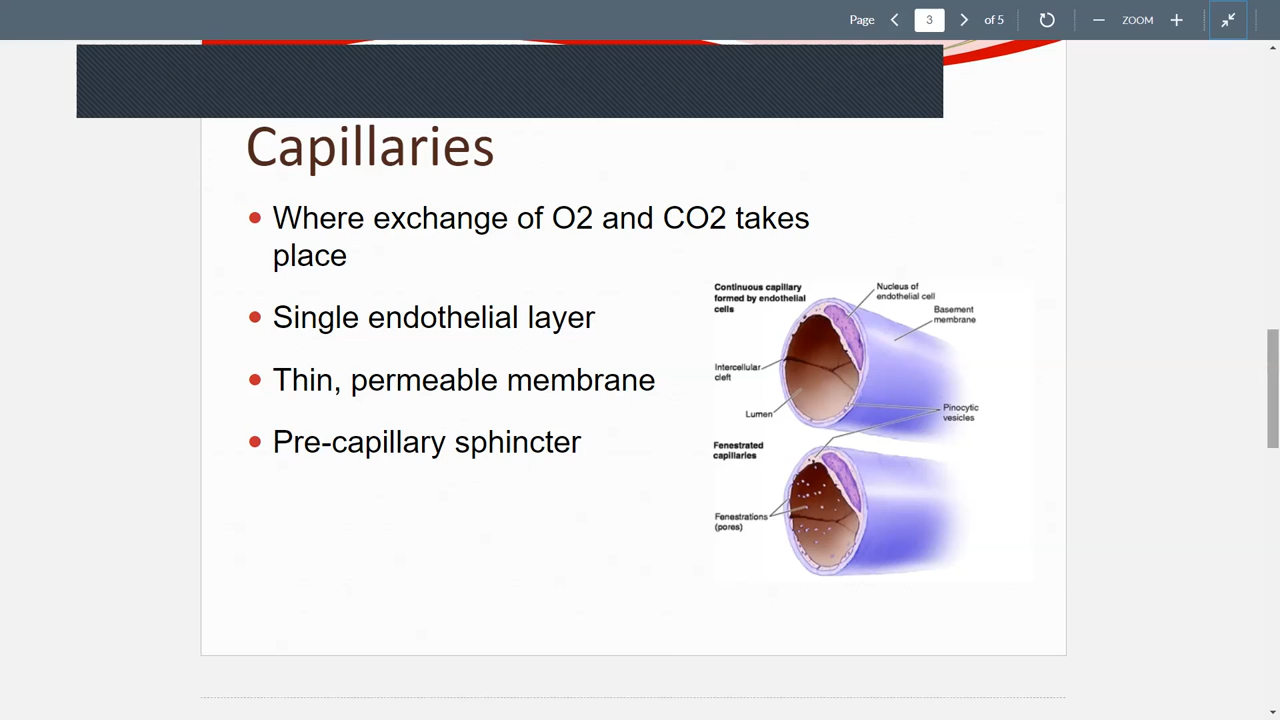 Page 3 of 5 ZOOM
Capillaries
Where exchange of O2 and CO2 takes
place
Single endothelial layer
Thin, permeable membrane
Pre-capillary sphincter
Continuous capillary
formed by endothelial
cells
Nucleus of
endothelial cell
Basement
membrane
Intercellular
cleft
Lumen
Pinocytic
vesicles
Fenestrated
capillaries
Fenestrations
(pores)